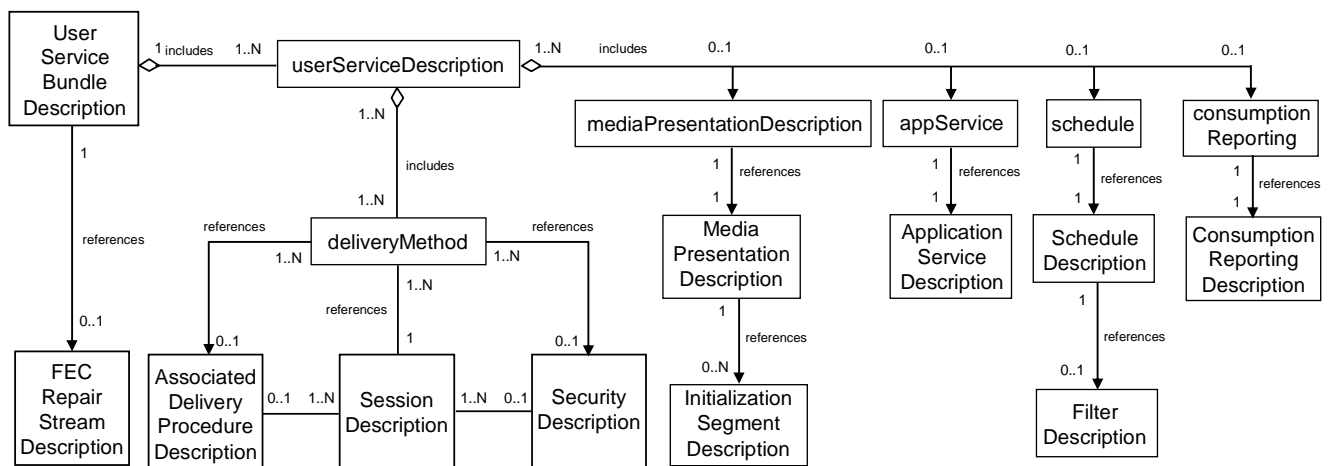 User
Service
Bundle
Description
1 includes 1..N
userServiceDescription
1..N includes 0..1 0..1 0..1 0..1
1..N
mediaPresentationDescription
appService
schedule
consumption
Reporting
1
includes
1 references 1
1 references 1
1 references 1
1 references 1
1..N
references
deliveryMethod
references
references
1..N
1..N
1..N
references
Media
Presentation
Description
Application
Service
Description
Schedule
Description
Consumption
Reporting
Description
0..1
0..1
1
0..1
1
references
0..N
1
references
0..1
FEC
Repair
Stream
Description
Associated
Delivery
Procedure
Description
0..1 1..N
Session
Description
1..N 0..1
Security
Description
Initialization
Segment
Description
Filter
Description